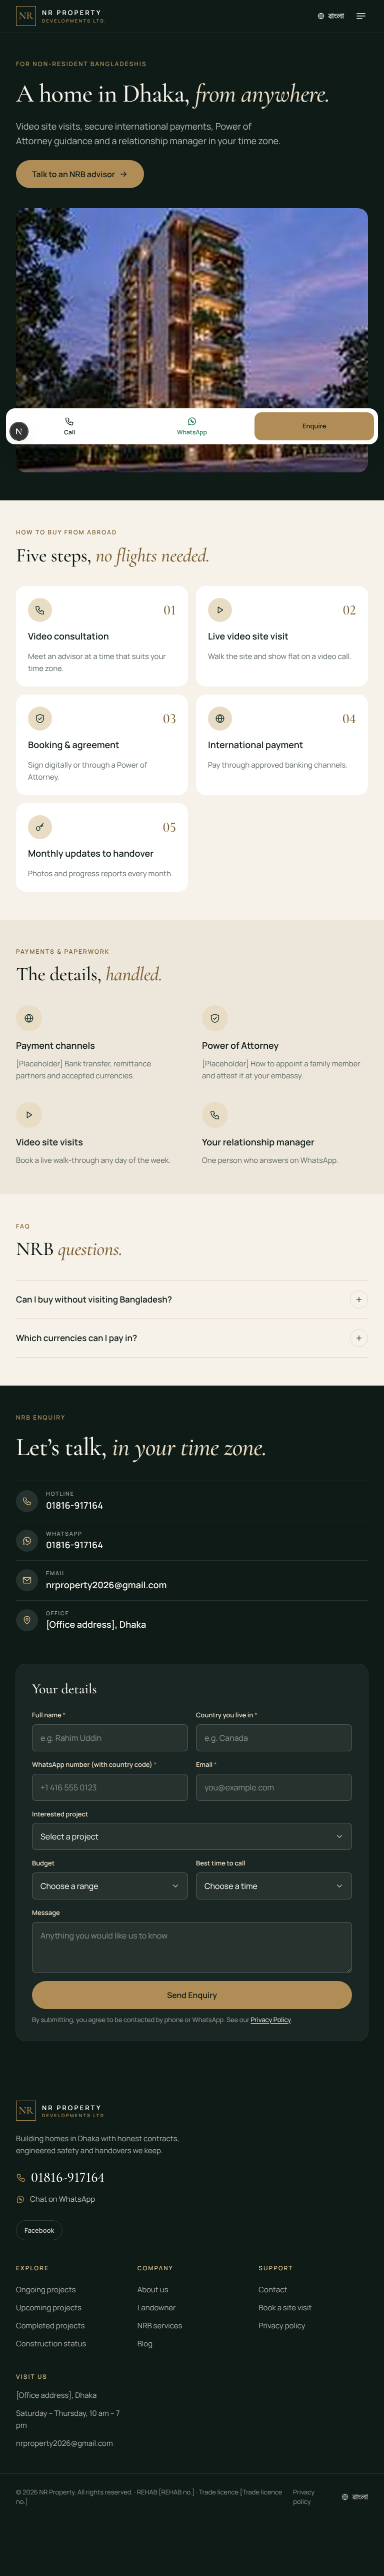 NR
NR PROPERTY
DEVELOPMENTS LTD.
বাংলা
FOR NON-RESIDENT BANGLADESHIS
A home in Dhaka, from anywhere.
Video site visits, secure international payments, Power of
Attorney guidance and a relationship manager in your time zone.
Talk to an NRB advisor
N
Call
WhatsApp
Enquire
HOW TO BUY FROM ABROAD
Five steps, no flights needed.
01
Video consultation
Meet an advisor at a time that suits your
time zone.
02
Live video site visit
Walk the site and show flat on a video call.
03
Booking & agreement
Sign digitally or through a Power of
Attorney.
04
International payment
Pay through approved banking channels.
05
Monthly updates to handover
Photos and progress reports every month.
PAYMENTS & PAPERWORK
The details, handled.
Payment channels
[Placeholder] Bank transfer, remittance
partners and accepted currencies.
Power of Attorney
[Placeholder] How to appoint a family member
and attest it at your embassy.
Video site visits
Book a live walk-through any day of the week.
Your relationship manager
One person who answers on WhatsApp.
FAQ
NRB questions.
Can I buy without visiting Bangladesh?
Which currencies can I pay in?
NRB ENQUIRY
Let's talk, in your time zone.
HOTLINE
01816-917164
WHATSAPP
01816-917164
EMAIL
nrproperty2026@gmail.com
OFFICE
[Office address], Dhaka
Your details
Full name *
e.g. Rahim Uddin
Country you live in *
e.g. Canada
WhatsApp number (with country code) *
+1 416 555 0123
Email *
you@example.com
Interested project
Select a project
Budget
Choose a range
Best time to call
Choose a time
Message
Anything you would like us to know
Send Enquiry
By submitting, you agree to be contacted by phone or WhatsApp. See our Privacy Policy.
NR
NR PROPERTY
DEVELOPMENTS LTD.
Building homes in Dhaka with honest contracts,
engineered safety and handovers we keep.
01816-917164
Chat on WhatsApp
Facebook
EXPLORE
Ongoing projects
Upcoming projects
Completed projects
Construction status
COMPANY
About us
Landowner
NRB services
Blog
SUPPORT
Contact
Book a site visit
Privacy policy
VISIT US
[Office address], Dhaka
Saturday – Thursday, 10 am – 7
pm
nrproperty2026@gmail.com
© 2026 NR Property. All rights reserved. · REHAB [REHAB no.] · Trade licence [Trade licence
no.]
Privacy
policy
বাংলা